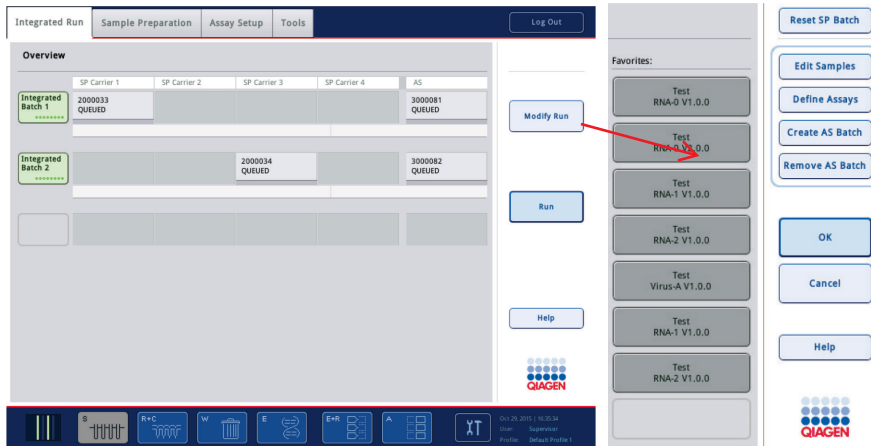 Integrated Run
Sample Preparation
Assay Setup
Tools
Log Out
Overview
SP Carrier 1
SP Carrier 2
SP Carrier 3
SP Carrier 4
AS
Integrated
Batch 1
2000033
QUEUED
3000081
QUEUED
Integrated
Batch 2
2000034
QUEUED
3000082
QUEUED
Modify Run
Run
Help
QIAGEN
S
R+C
W
E
E+R
A
Oct 29, 2015 | 16:35:34
User: Supervisor
Profile: Default Profile 1
Favorites:
Test
RNA-0 V1.0.0
Test
RNA-0 V2.0.0
Test
RNA-1 V1.0.0
Test
RNA-2 V1.0.0
Test
Virus-A V1.0.0
Test
RNA-1 V1.0.0
Test
RNA-2 V1.0.0
Reset SP Batch
Edit Samples
Define Assays
Create AS Batch
Remove AS Batch
OK
Cancel
Help
QIAGEN